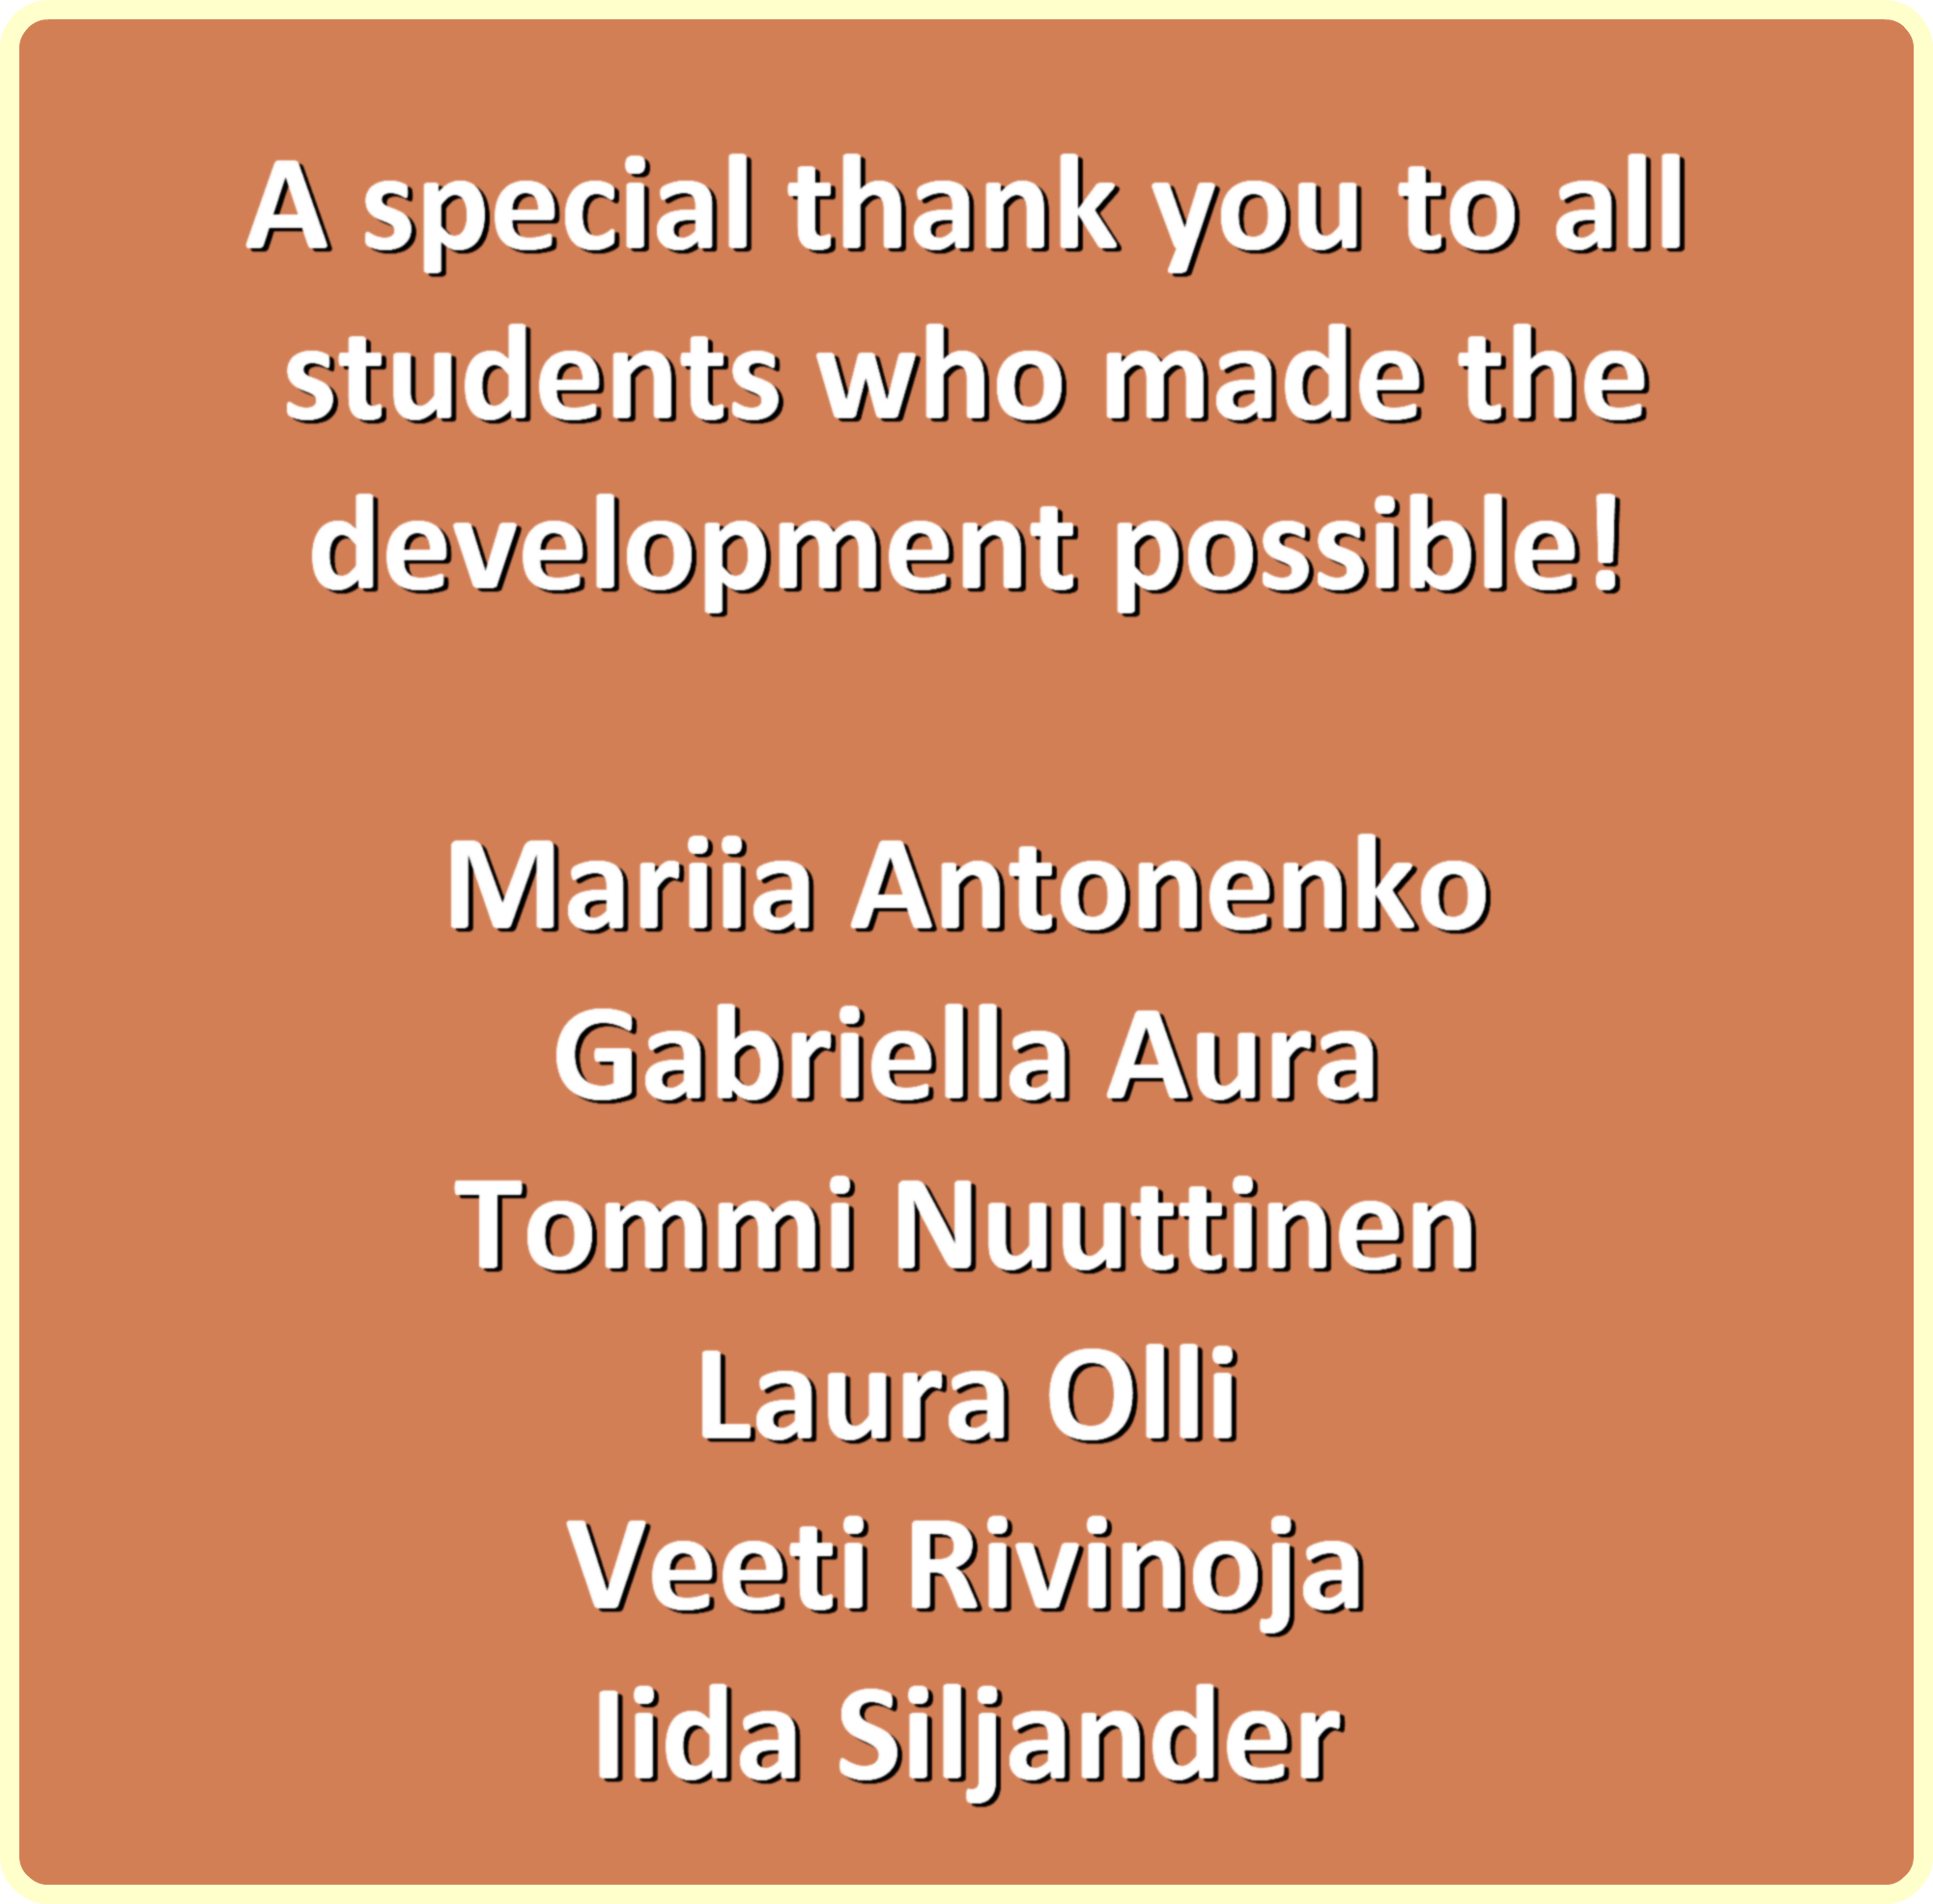 A special thank you to all
students who made the
development possible!
Mariia Antonenko
Gabriella Aura
Tommi Nuuttinen
Laura Olli
Veeti Rivinoja
Iida Siljander